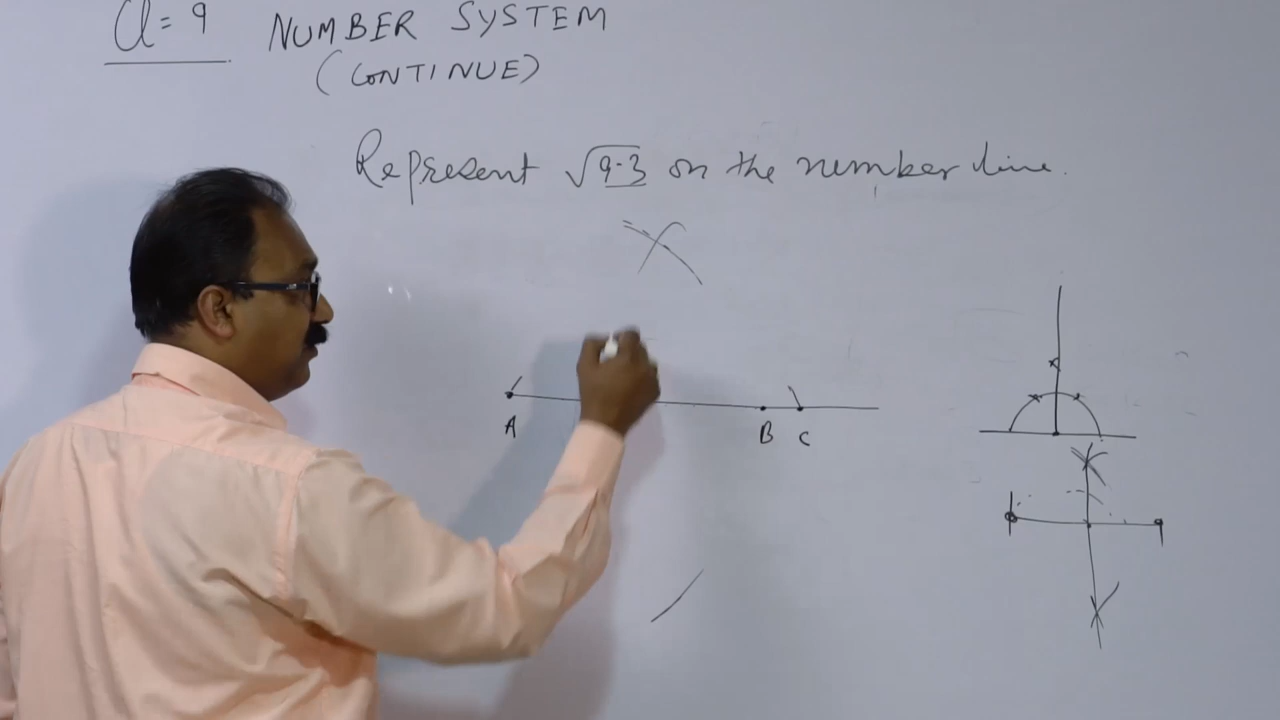 Cl = 9 NUMBER SYSTEM
(CONTINUE)
Represent √9.3 on the number line.
A B C